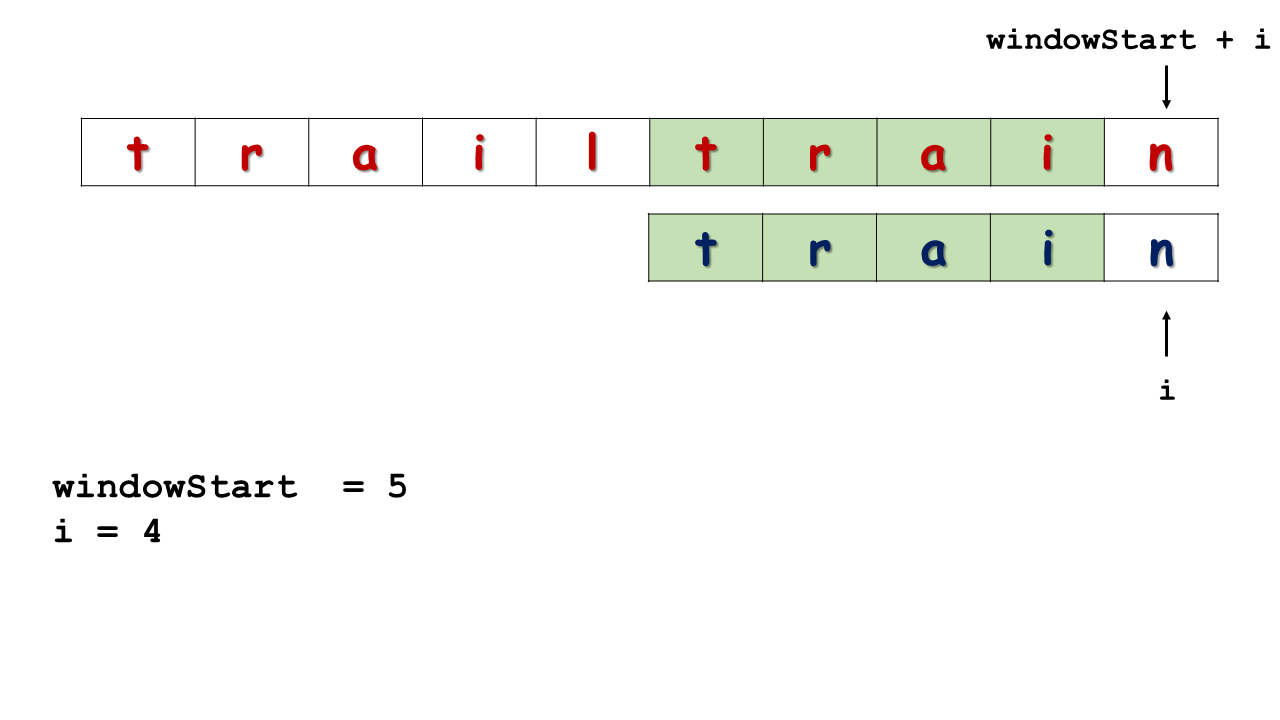 windowStart + i
t r a i l t r a i n
t r a i n
i
windowStart = 5
i = 4